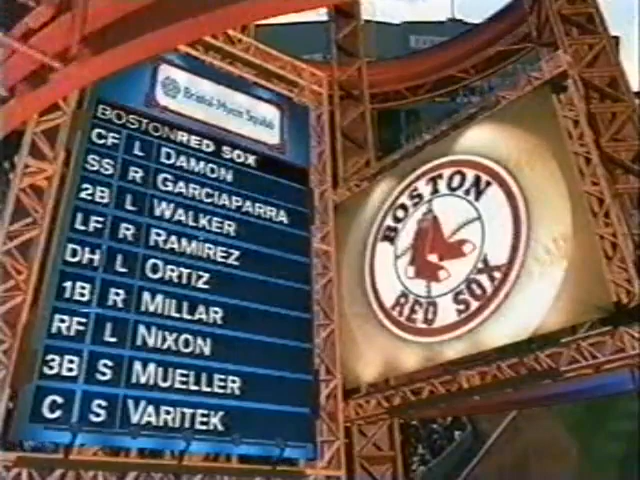 Bristol-Myers Squibb
BOSTON RED SOX
CF L DAMON
SS R GARCIAPARRA
2B L WALKER
LF R RAMIREZ
DH L ORTIZ
1B R MILLAR
RF L NIXON
3B S MUELLER
C S VARITEK
BOSTON
RED SOX